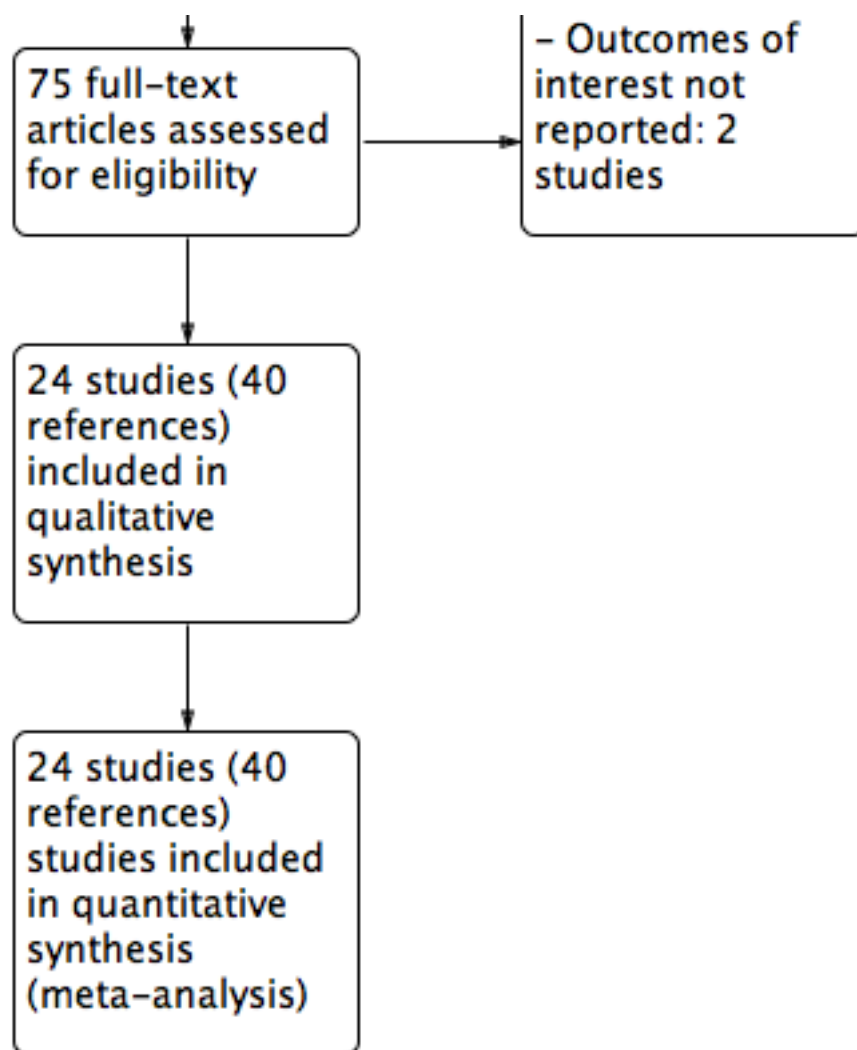 75 full-text
articles assessed
for eligibility
– Outcomes of
interest not
reported: 2
studies
24 studies (40
references)
included in
qualitative
synthesis
24 studies (40
references)
studies included
in quantitative
synthesis
(meta-analysis)